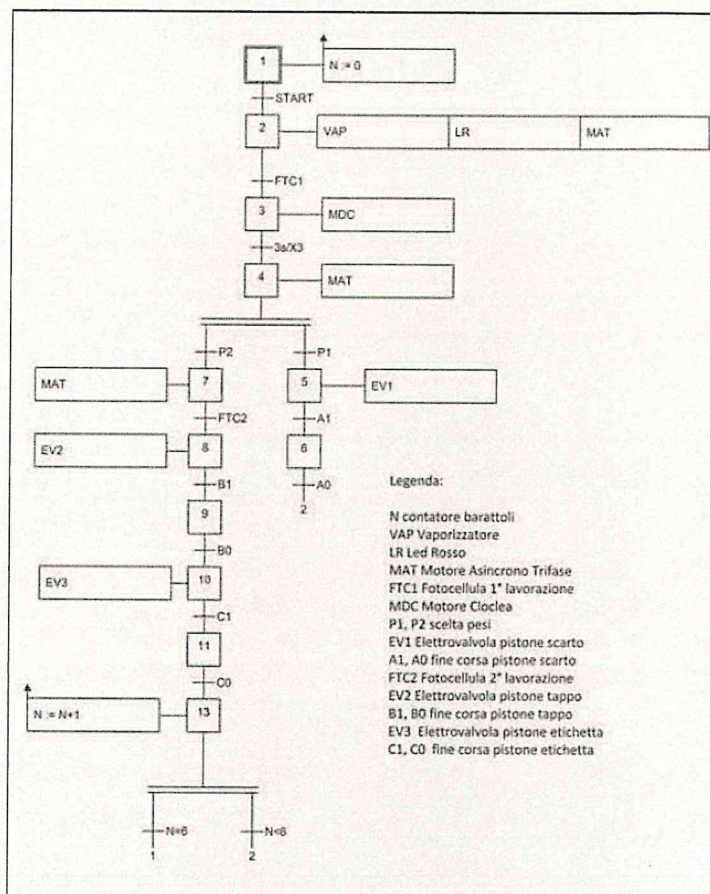 1
N := 0
START
2
VAP LR MAT
FTC1
3
MDC
3s/X3
4
MAT
P2 P1
MAT
7
5
EV1
FTC2
A1
EV2
8
6
B1
A0
2
9
B0
EV3
10
C1
11
C0
N := N+1
13
N=6 N<6
1 2
Legenda:
N contatore barattoli
VAP Vaporizzatore
LR Led Rosso
MAT Motore Asincrono Trifase
FTC1 Fotocellula 1° lavorazione
MDC Motore Cloclea
P1, P2 scelta pesi
EV1 Elettrovalvola pistone scarto
A1, A0 fine corsa pistone scarto
FTC2 Fotocellula 2° lavorazione
EV2 Elettrovalvola pistone tappo
B1, B0 fine corsa pistone tappo
EV3 Elettrovalvola pistone etichetta
C1, C0 fine corsa pistone etichetta